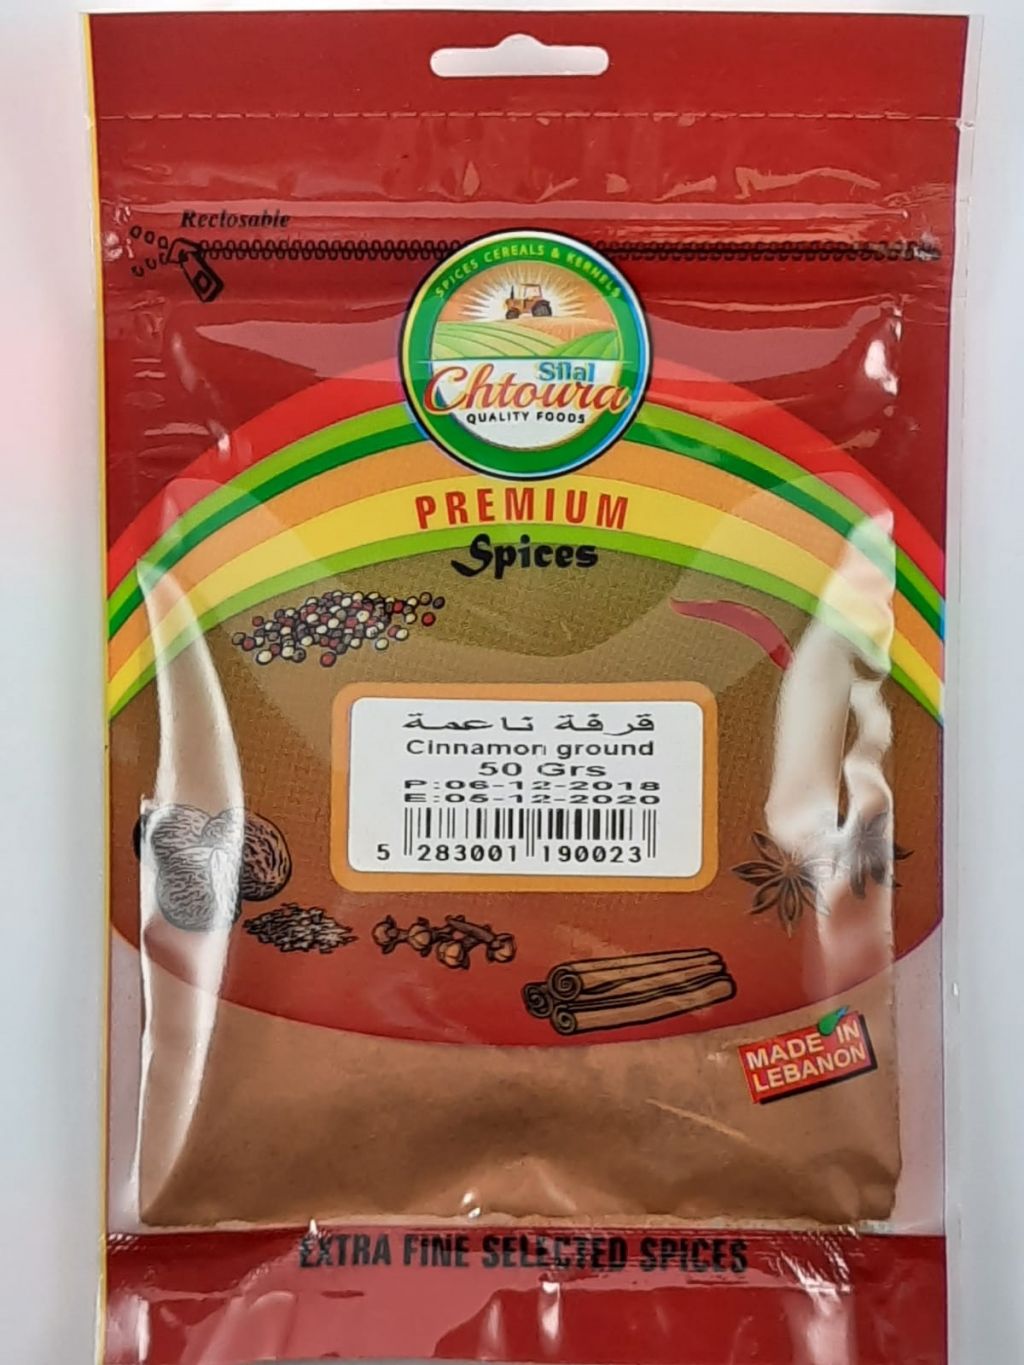 Reclosable
SPICES CEREALS & KERNELS
Silal
Chtoura
QUALITY FOODS
PREMIUM
Spices
قرفة ناعمة
Cinnamon ground
50 Grs
P:06-12-2018
E:05-12-2020
5 283001 190023
MADE IN
LEBANON
EXTRA FINE SELECTED SPICES